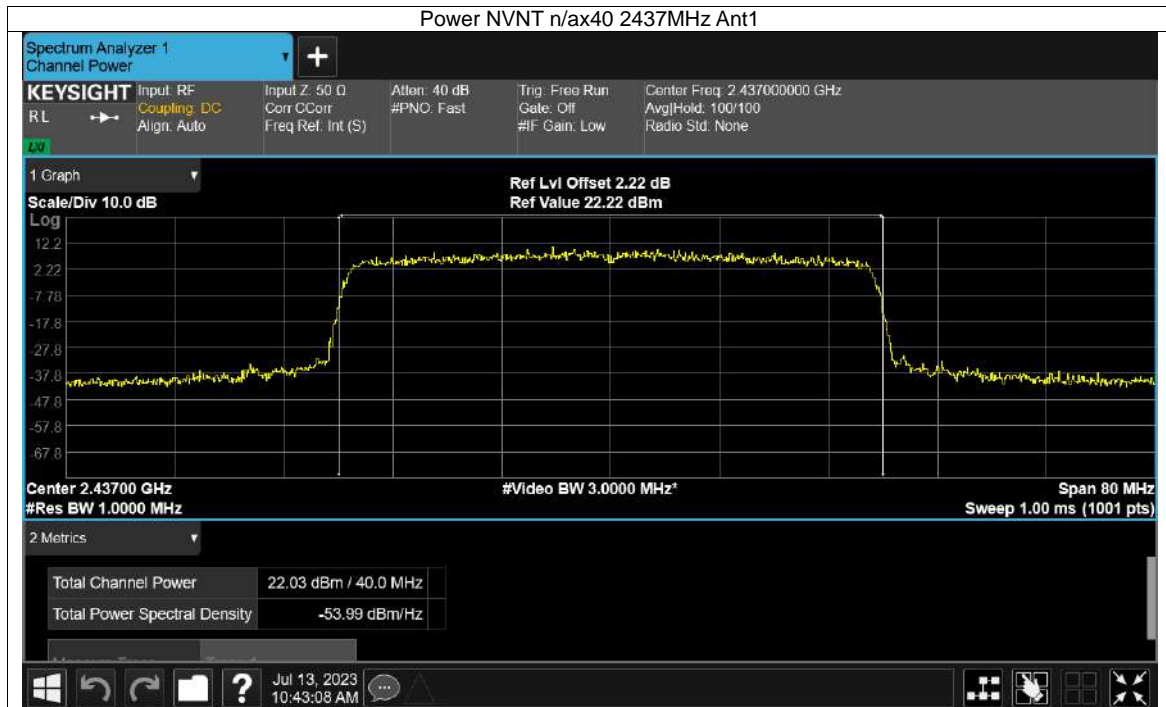 Power NVNT n/ax40 2437MHz Ant1
Spectrum Analyzer 1
Channel Power
KEYSIGHT
R L
LXI
Input: RF
Coupling: DC
Align: Auto
Input Z: 50 Ω
Corr CCorr
Freq Ref: Int (S)
Atten: 40 dB
#PNO: Fast
Trig: Free Run
Gate: Off
#IF Gain: Low
Center Freq: 2.437000000 GHz
Avg|Hold: 100/100
Radio Std: None
1 Graph
Scale/Div 10.0 dB
Ref Lvl Offset 2.22 dB
Ref Value 22.22 dBm
Log
12.2
2.22
-7.78
-17.8
-27.8
-37.8
-47.8
-57.8
-67.8
Center 2.43700 GHz
#Res BW 1.0000 MHz
#Video BW 3.0000 MHz*
Span 80 MHz
Sweep 1.00 ms (1001 pts)
2 Metrics
Total Channel Power 22.03 dBm / 40.0 MHz
Total Power Spectral Density -53.99 dBm/Hz
?
Jul 13, 2023
10:43:08 AM